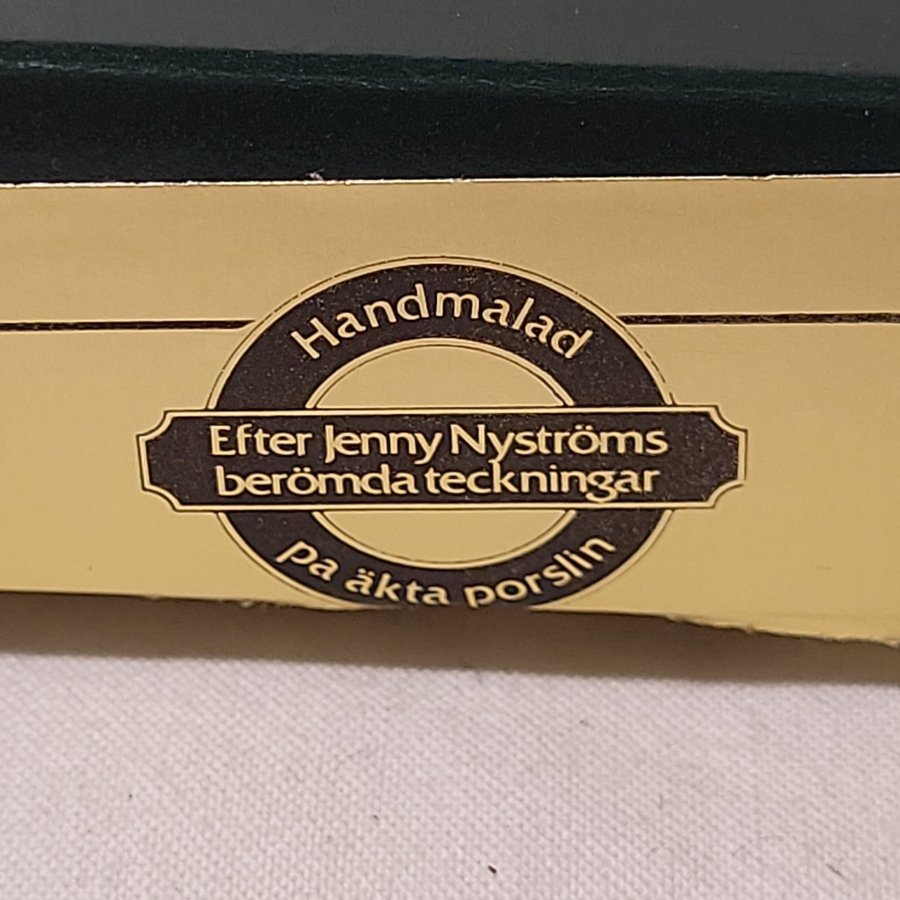 Handmalad
Efter Jenny Nyströms
berömda teckningar
pa äkta porslin